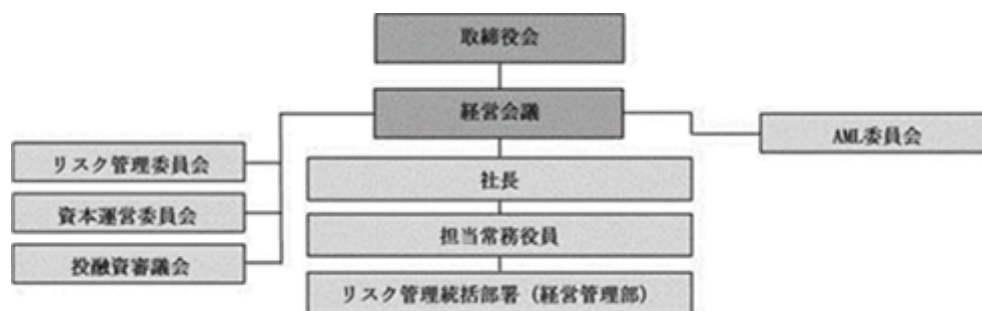 取締役会
経営会議
AML委員会
リスク管理委員会
社長
資本運営委員会
担当常務役員
投融資審議会
リスク管理統括部署（経営管理部）